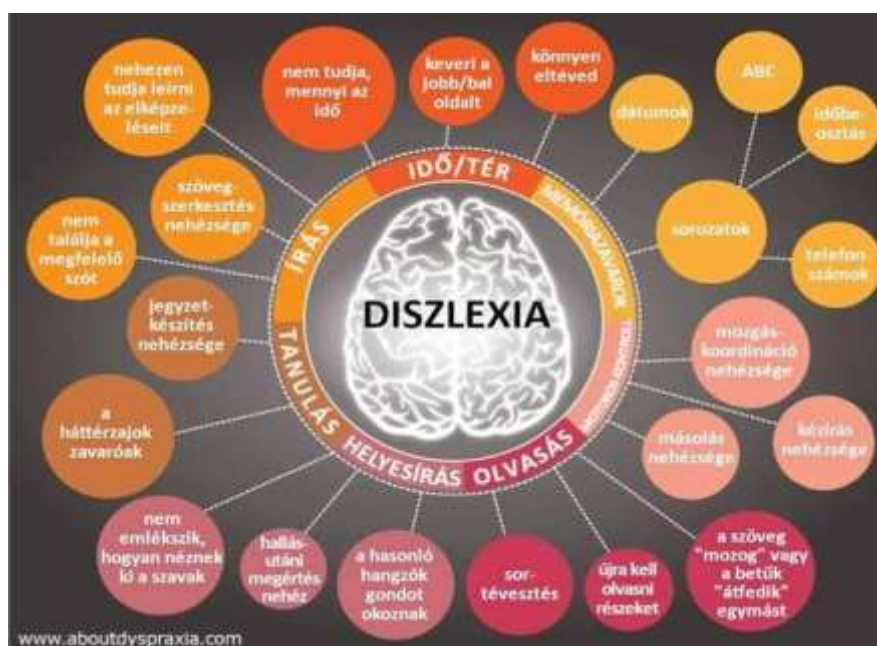 nehezen
tudja leírni
az elképze-
léseit
nem tudja,
mennyi az
idő
keveri a
jobb/bal
oldalt
könnyen
eltéved
dátumok
ABC
időbe-
osztás
sorozatok
telefon
számok
szöveg-
szerkesztés
nehézsége
nem
találja a
megfelelő
szót
jegyzet-
készítés
nehézsége
a
háttérzajok
zavaróak
ÍRÁS
IDŐ/TÉR
MEMÓRIAZAVAROK
DISZLEXIA
TANULÁS
HELYESÍRÁS
OLVASÁS
mozgás-
koordináció
nehézsége
másolás
nehézsége
kézírás
nehézsége
nem
emlékszik,
hogyan néznek
ki a szavak
hallás-
utáni
megértés
nehéz
a hasonló
hangzók
gondot
okoznak
sor-
tévesztés
újra kell
olvasni
részeket
a szöveg
"mozog" vagy
a betűk
"átfedik"
egymást
www.aboutdyspraxia.com